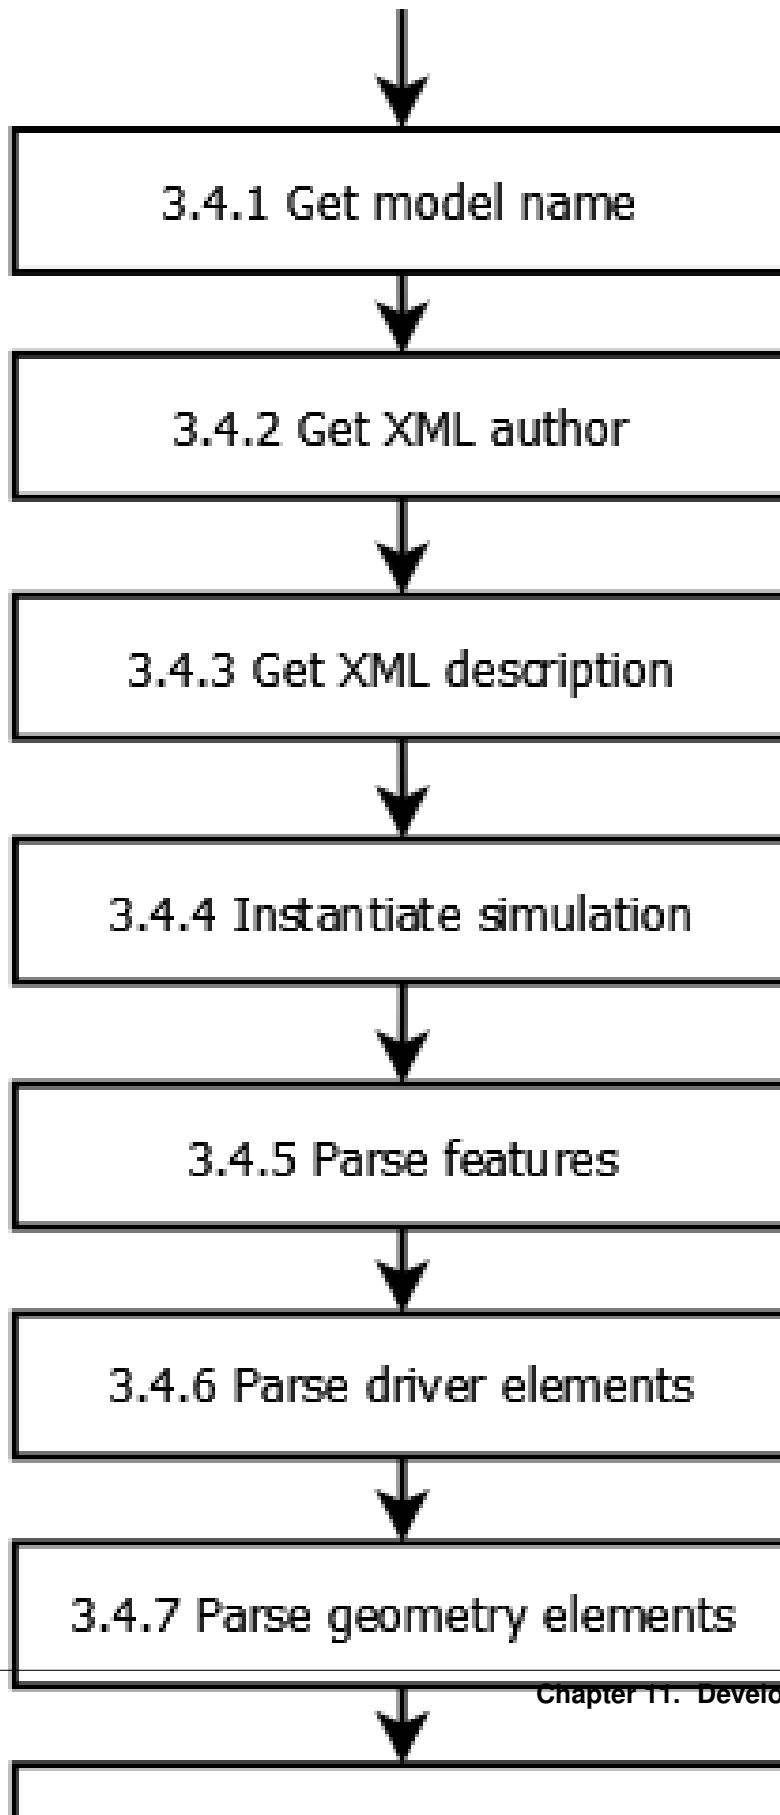 3.4.1 Get model name
3.4.2 Get XML author
3.4.3 Get XML description
3.4.4 Instantiate simulation
3.4.5 Parse features
3.4.6 Parse driver elements
3.4.7 Parse geometry elements
Chapter 11. Develo